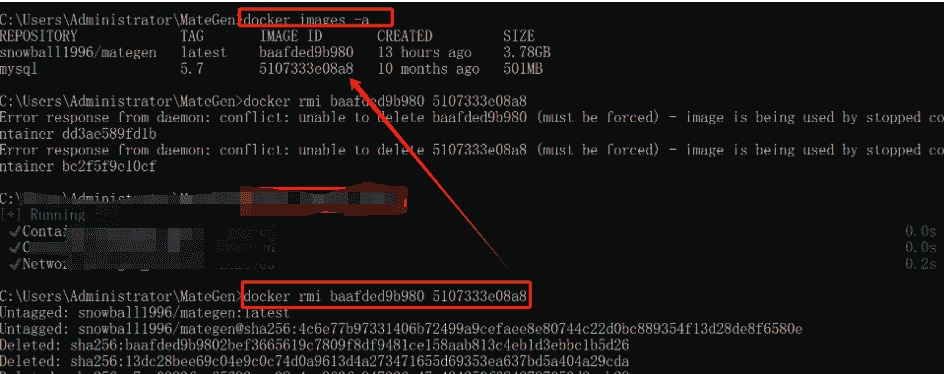 C:\Users\Administrator\MateGen>docker images -a
REPOSITORY TAG IMAGE ID CREATED SIZE
snowball1996/mategen latest baafded9b980 13 hours ago 3.78GB
mysql 5.7 5107333e08a8 10 months ago 501MB
C:\Users\Administrator\MateGen>docker rmi baafded9b980 5107333e08a8
Error response from daemon: conflict: unable to delete baafded9b980 (must be forced) - image is being used by stopped co
ntainer dd3ae589fd1b
Error response from daemon: conflict: unable to delete 5107333e08a8 (must be forced) - image is being used by stopped co
ntainer bc2f5f9c10cf
C:\
[+] Running
✓Contai 0.0s
✓C 0.0s
✓Networ 0.2s
C:\Users\Administrator\MateGen>docker rmi baafded9b980 5107333e08a8
Untagged: snowball1996/mategen:latest
Untagged: snowball1996/mategen@sha256:4c6e77b97331406b72499a9cefaee8e80744c22d0bc889354f13d28de8f6580e
Deleted: sha256:baafded9b9802bef3665619c7809f8df9481ce158aab813c4eb1d3ebbc1b5d26
Deleted: sha256:13dc28bee69c04e9c0c74d0a9613d4a273471655d69353ea637bd5a404a29cda